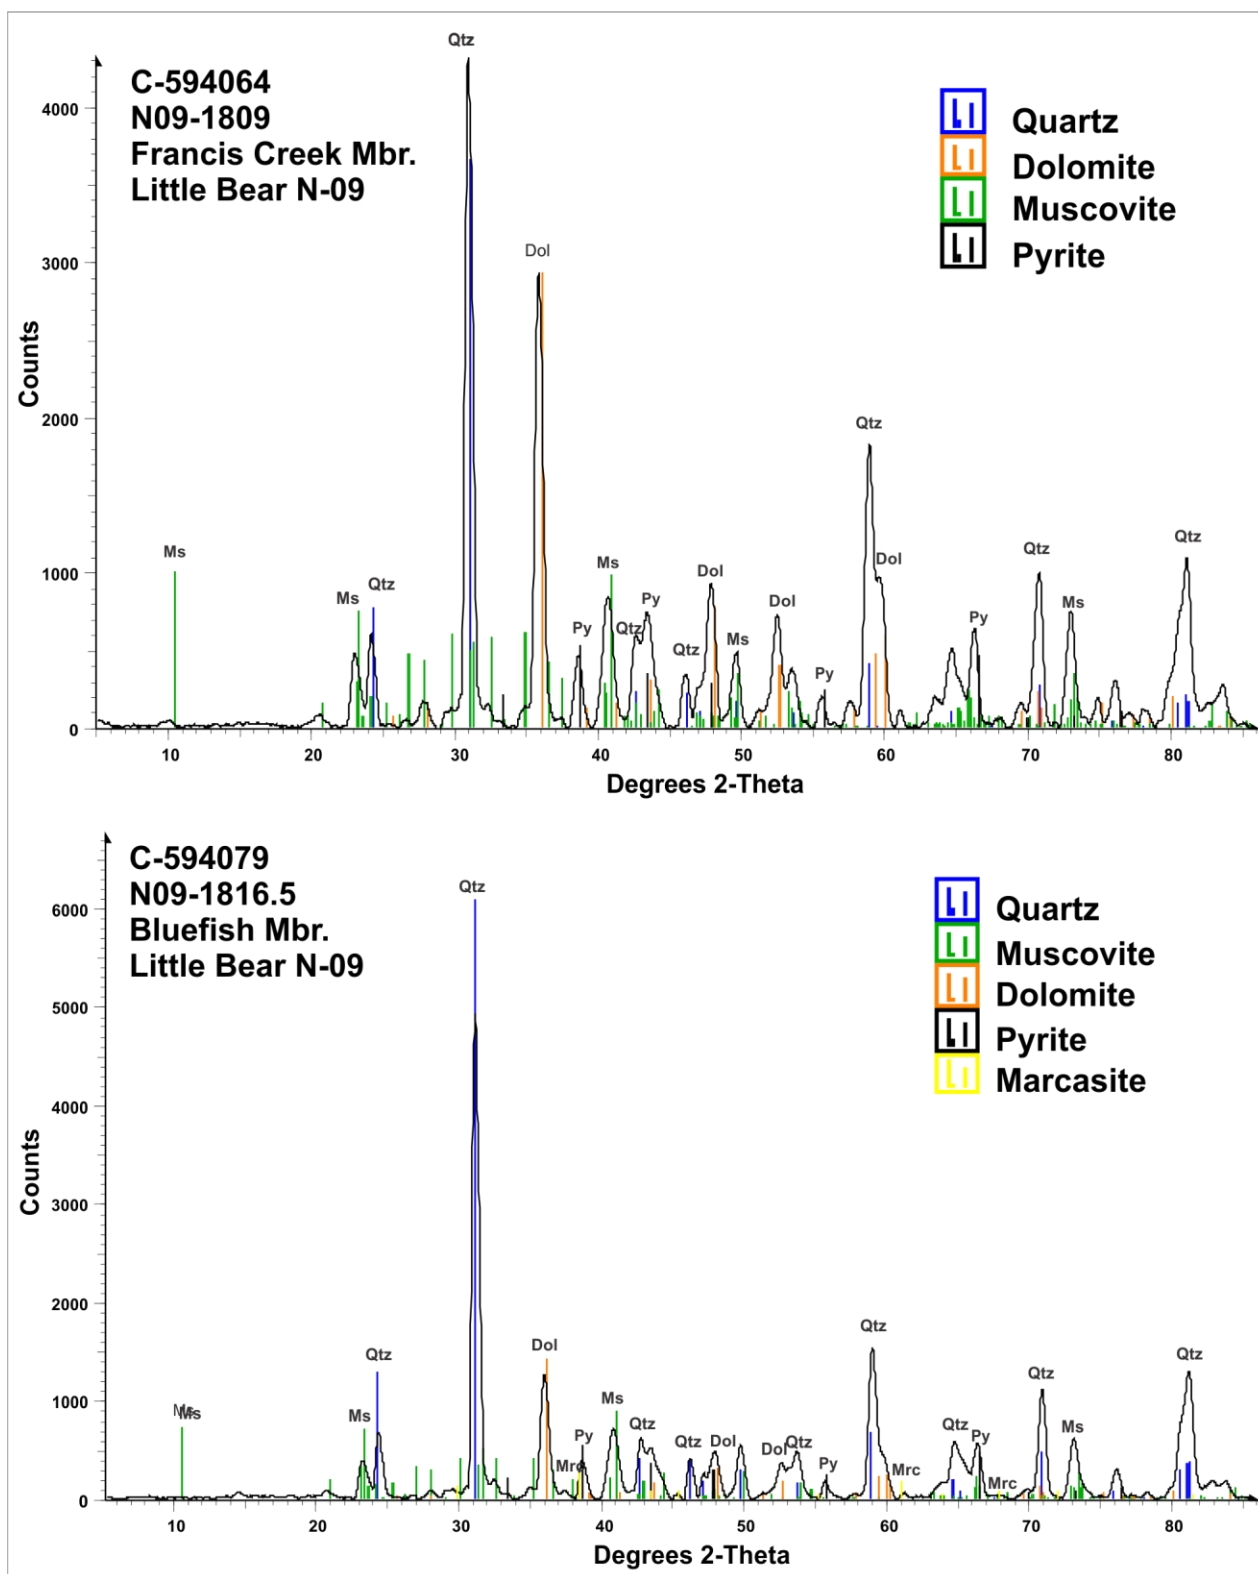 C-594064
N09-1809
Francis Creek Mbr.
Little Bear N-09
Quartz
Dolomite
Muscovite
Pyrite
Counts
4000
3000
2000
1000
0
Qtz
Dol
Ms
Ms
Qtz
Py
Ms
Qtz
Py
Qtz
Dol
Ms
Dol
Py
Qtz
Dol
Py
Qtz
Ms
Qtz
10 20 30 40 50 60 70 80
Degrees 2-Theta
C-594079
N09-1816.5
Bluefish Mbr.
Little Bear N-09
Quartz
Muscovite
Dolomite
Pyrite
Marcasite
Counts
6000
5000
4000
3000
2000
1000
0
Qtz
Ms
Ms
Ms
Qtz
Dol
Mrc
Py
Ms
Qtz
Qtz
Dol
Dol
Qtz
Py
Qtz
Mrc
Qtz
Py
Mrc
Qtz
Ms
Qtz
10 20 30 40 50 60 70 80
Degrees 2-Theta